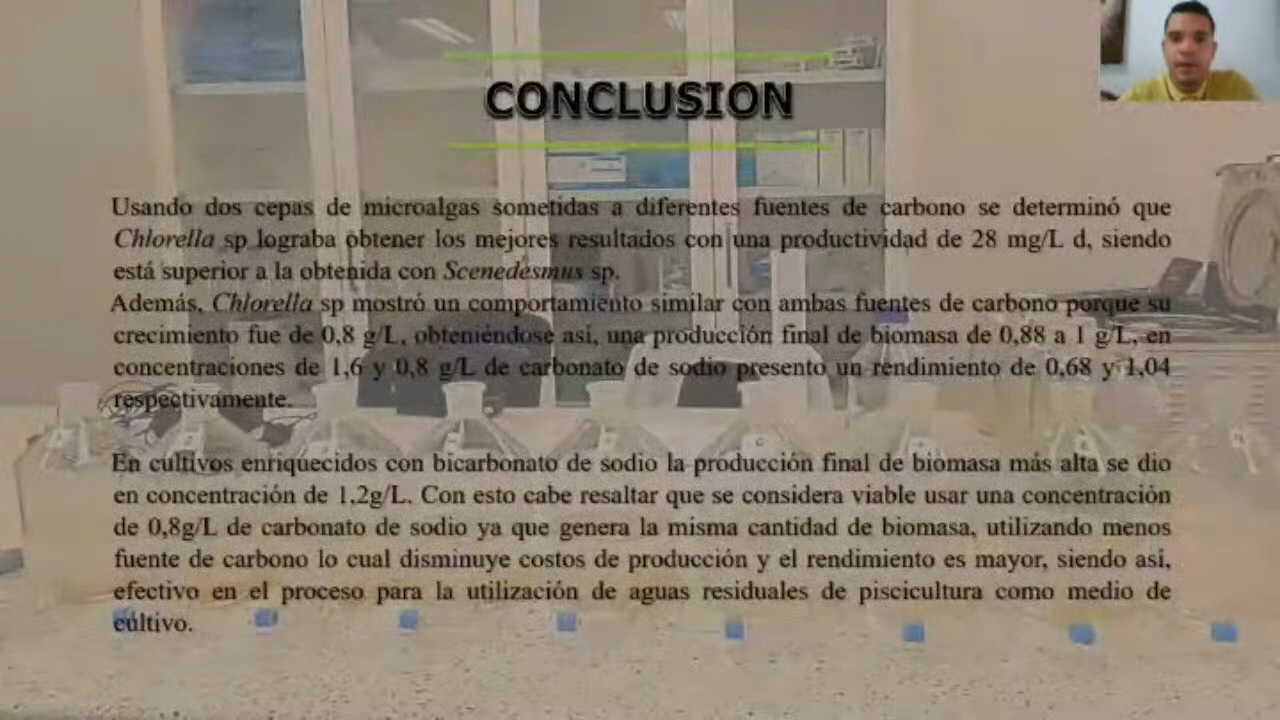 CONCLUSION
Usando dos cepas de microalgas sometidas a diferentes fuentes de carbono se determinó que
Chlorella sp lograba obtener los mejores resultados con una productividad de 28 mg/L d, siendo
está superior a la obtenida con Scenedesmus sp.
Además, Chlorella sp mostró un comportamiento similar con ambas fuentes de carbono porque su
crecimiento fue de 0,8 g/L, obteniéndose así, una producción final de biomasa de 0,88 a 1 g/L, en
concentraciones de 1,6 y 0,8 g/L de carbonato de sodio presento un rendimiento de 0,68 y 1,04
respectivamente.
En cultivos enriquecidos con bicarbonato de sodio la producción final de biomasa más alta se dio
en concentración de 1,2g/L. Con esto cabe resaltar que se considera viable usar una concentración
de 0,8g/L de carbonato de sodio ya que genera la misma cantidad de biomasa, utilizando menos
fuente de carbono lo cual disminuye costos de producción y el rendimiento es mayor, siendo así,
efectivo en el proceso para la utilización de aguas residuales de piscicultura como medio de
cultivo.